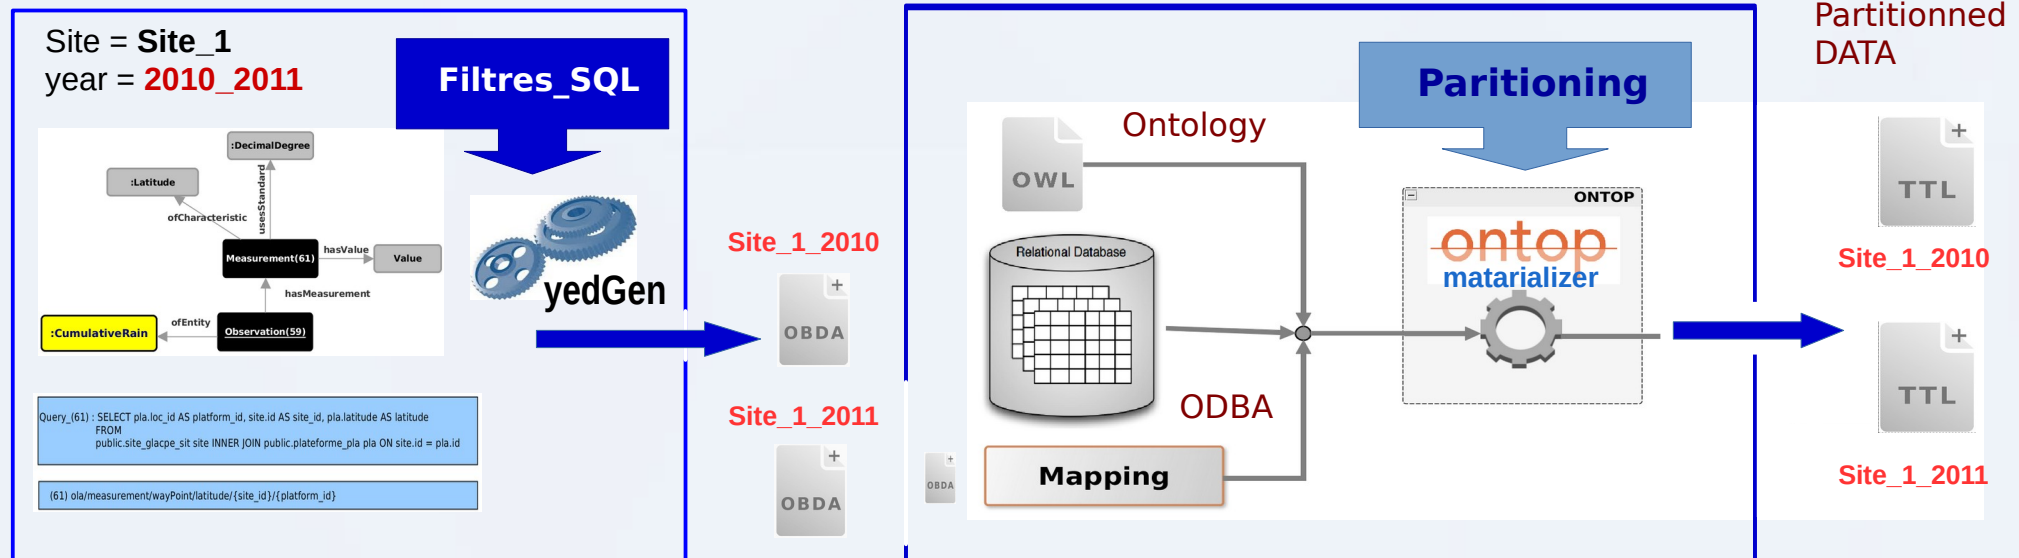 Site = Site_1
year = 2010_2011
Filtres_SQL
:DecimalDegree
:Latitude
usesStandard
ofCharacteristic
Measurement(61)
hasValue
Value
hasMeasurement
:CumulativeRain
ofEntity
Observation(59)
yedGen
Query_(61) : SELECT pla.loc_id AS platform_id, site.id AS site_id, pla.latitude AS latitude
FROM
public.site_glacpe_sit site INNER JOIN public.plateforme_pla pla ON site.id = pla.id
(61) ola/measurement/wayPoint/latitude/{site_id}/{platform_id}
Site_1_2010
OBDA
Site_1_2011
OBDA
OBDA
Ontology
OWL
Relational Database
ODBA
Mapping
Paritioning
ONTOP
ontop
matarializer
Partitionned
DATA
TTL
Site_1_2010
TTL
Site_1_2011